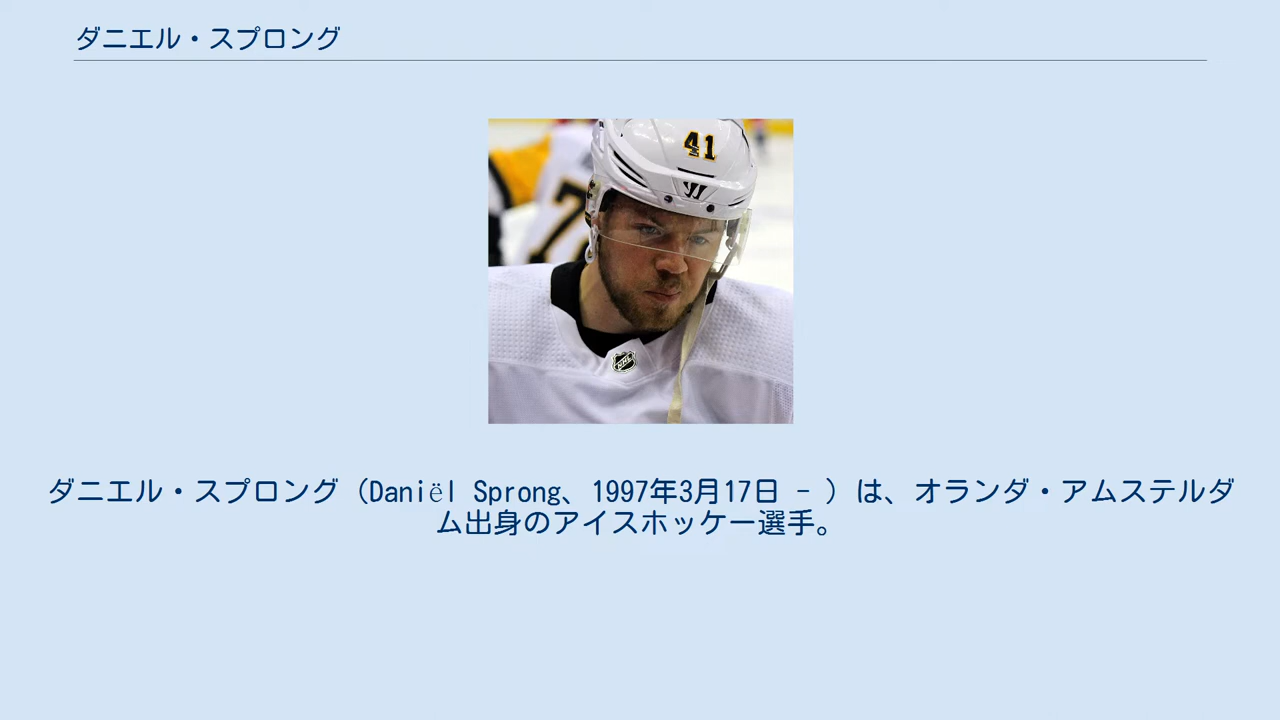 ダニエル・スプロング
41
7
NHL
ダニエル・スプロング（Daniël Sprong、1997年3月17日 - ）は、オランダ・アムステルダ
ム出身のアイスホッケー選手。